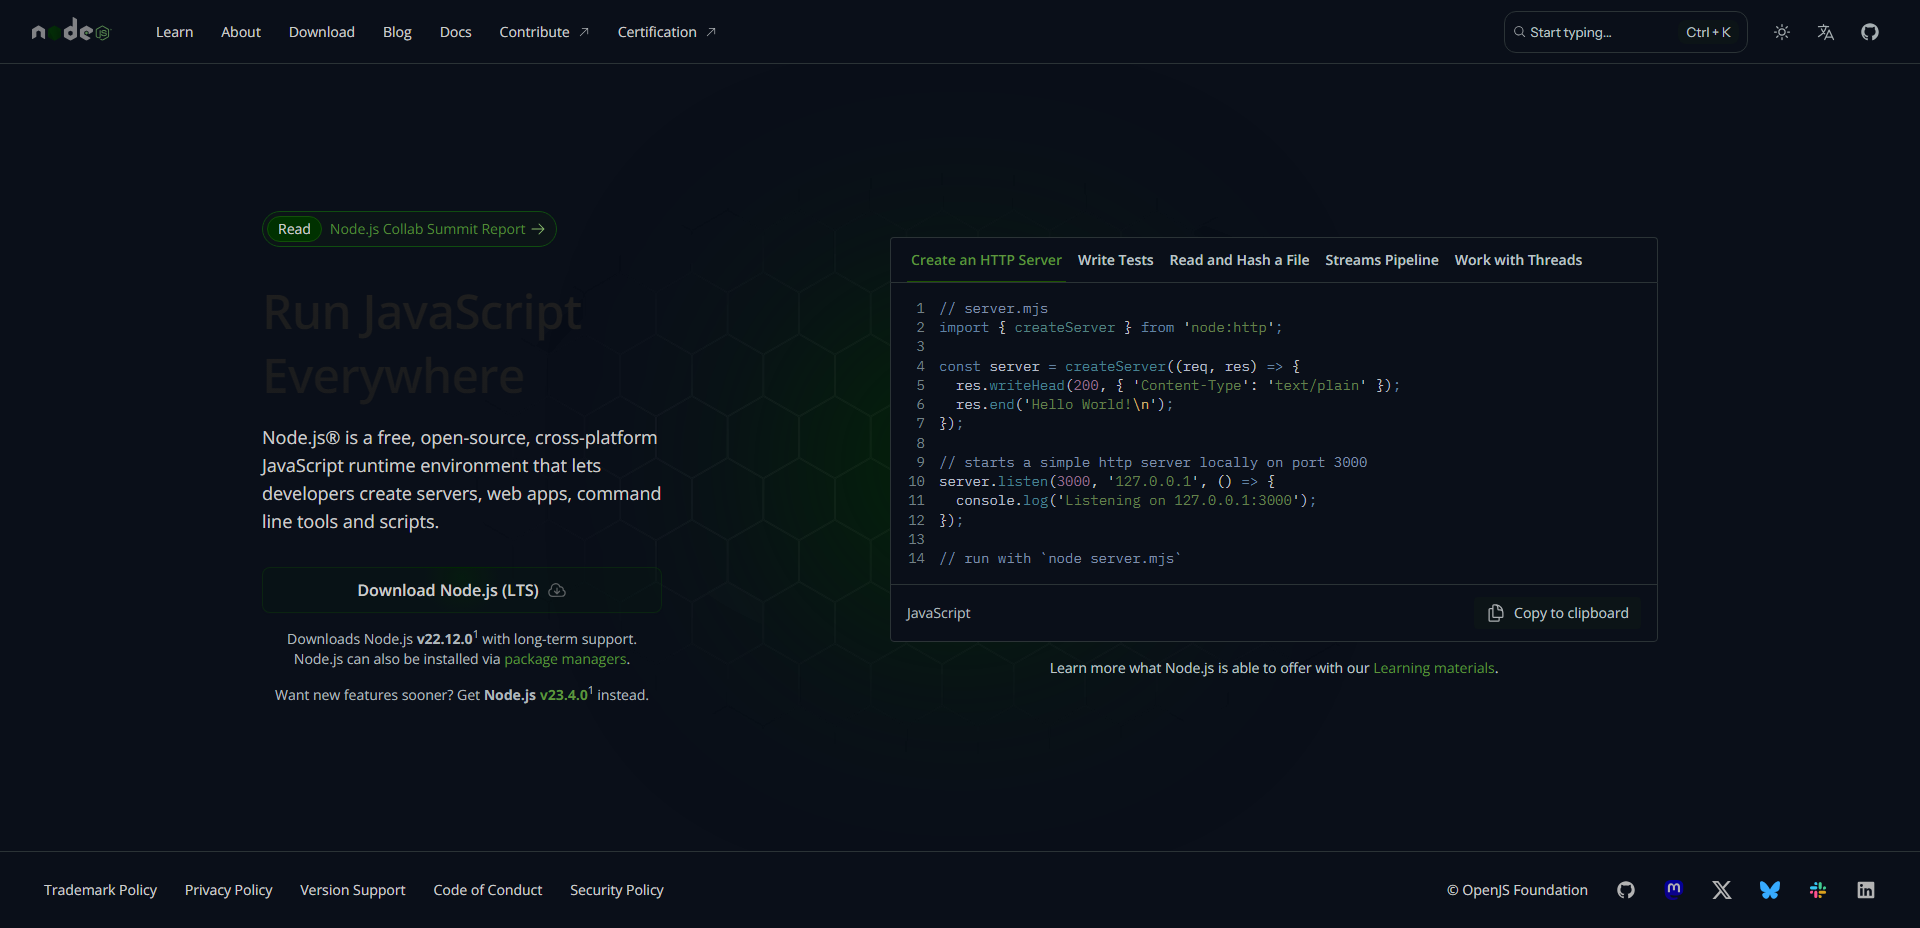 node
Learn About Download Blog Docs Contribute Certification
Start typing... Ctrl + K
Read Node.js Collab Summit Report
Run JavaScript
Everywhere
Node.js® is a free, open-source, cross-platform
JavaScript runtime environment that lets
developers create servers, web apps, command
line tools and scripts.
Download Node.js (LTS)
Downloads Node.js v22.12.0¹ with long-term support.
Node.js can also be installed via package managers.
Want new features sooner? Get Node.js v23.4.0¹ instead.
Create an HTTP Server Write Tests Read and Hash a File Streams Pipeline Work with Threads
1 // server.mjs
2 import { createServer } from 'node:http';
3
4 const server = createServer((req, res) => {
5   res.writeHead(200, { 'Content-Type': 'text/plain' });
6   res.end('Hello World!\n');
7 });
8
9 // starts a simple http server locally on port 3000
10 server.listen(3000, '127.0.0.1', () => {
11   console.log('Listening on 127.0.0.1:3000');
12 });
13
14 // run with `node server.mjs`
JavaScript Copy to clipboard
Learn more what Node.js is able to offer with our Learning materials.
Trademark Policy Privacy Policy Version Support Code of Conduct Security Policy © OpenJS Foundation